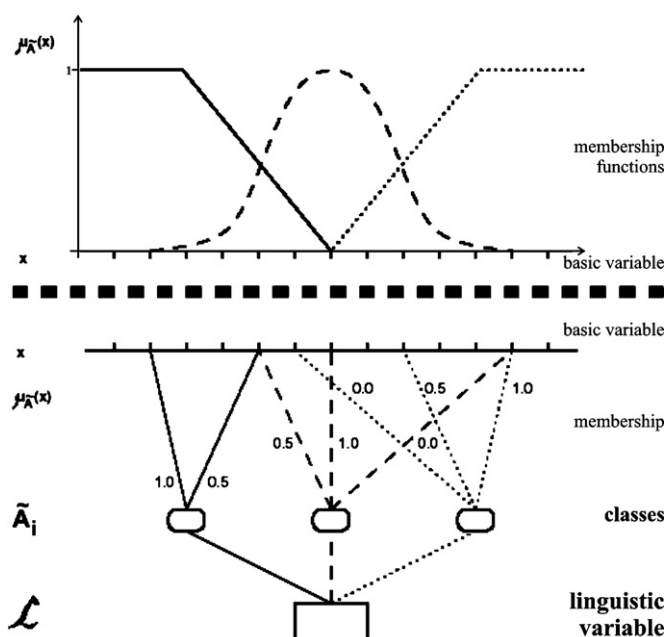 μÃ(x)
1
membership
functions
x
basic variable
basic variable
x
μÃ(x)
0.0
0.5
1.0
membership
0.5
1.0
0.0
1.0
0.5
Ãi
classes
ℒ
linguistic
variable